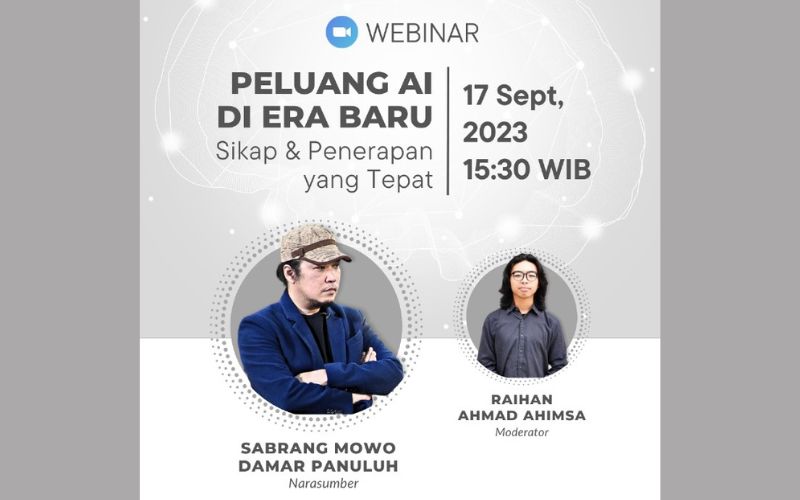 WEBINAR
PELUANG AI
DI ERA BARU
Sikap & Penerapan
yang Tepat
17 Sept,
2023
15:30 WIB
SABRANG MOWO
DAMAR PANULUH
Narasumber
RAIHAN
AHMAD AHIMSA
Moderator